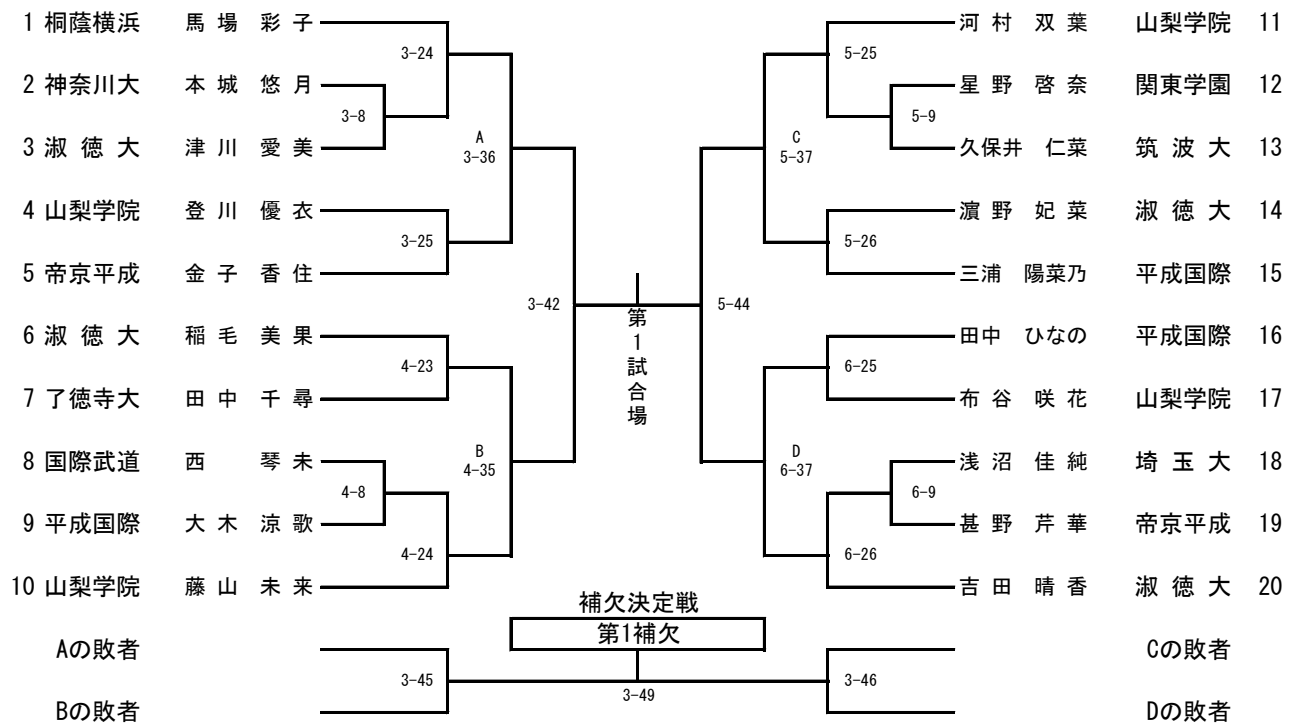 1 桐蔭横浜 馬場 彩子
3-24
2 神奈川大 本城 悠月
3-8
3 淑徳大 津川 愛美
A
3-36
4 山梨学院 登川 優衣
3-25
5 帝京平成 金子 香住
3-42
6 淑徳大 稲毛 美果
4-23
7 了徳寺大 田中 千尋
B
4-35
8 国際武道 西 琴未
4-8
9 平成国際 大木 涼歌
4-24
10 山梨学院 藤山 未来
第1試合場
河村 双葉 山梨学院 11
5-25
星野 啓奈 関東学園 12
5-9
久保井 仁菜 筑波大 13
C
5-37
濵野 妃菜 淑徳大 14
5-26
三浦 陽菜乃 平成国際 15
5-44
田中 ひなの 平成国際 16
6-25
布谷 咲花 山梨学院 17
D
6-37
浅沼 佳純 埼玉大 18
6-9
甚野 芹華 帝京平成 19
6-26
吉田 晴香 淑徳大 20
補欠決定戦
第1補欠
Aの敗者
3-45
Bの敗者
3-49
Cの敗者
3-46
Dの敗者